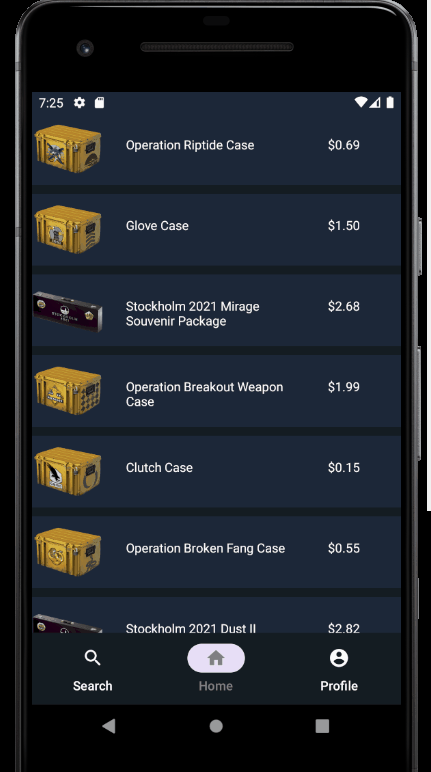 7:25
Operation Riptide Case $0.69
Glove Case $1.50
Stockholm 2021 Mirage $2.68
Souvenir Package
Operation Breakout Weapon $1.99
Case
Clutch Case $0.15
Operation Broken Fang Case $0.55
Stockholm 2021 Dust II $2.82
Search Home Profile